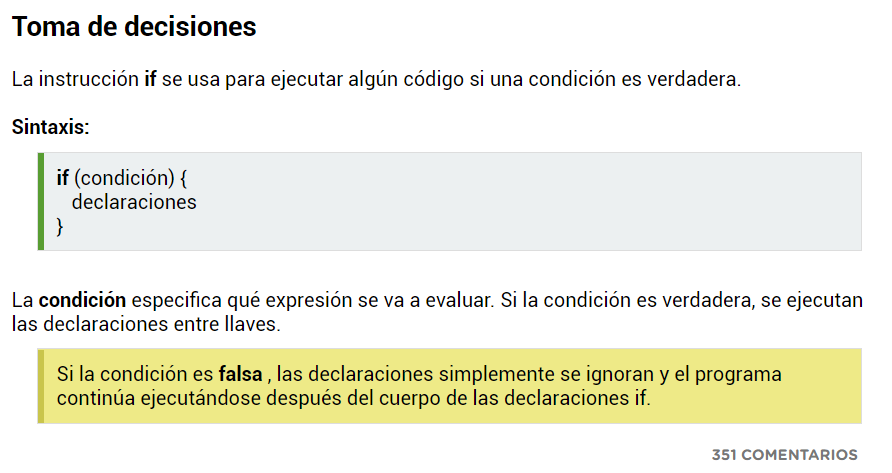 Toma de decisiones
La instrucción if se usa para ejecutar algún código si una condición es verdadera.
Sintaxis:
if (condición) {
declaraciones
}
La condición especifica qué expresión se va a evaluar. Si la condición es verdadera, se ejecutan
las declaraciones entre llaves.
Si la condición es falsa , las declaraciones simplemente se ignoran y el programa
continúa ejecutándose después del cuerpo de las declaraciones if.
351 COMENTARIOS